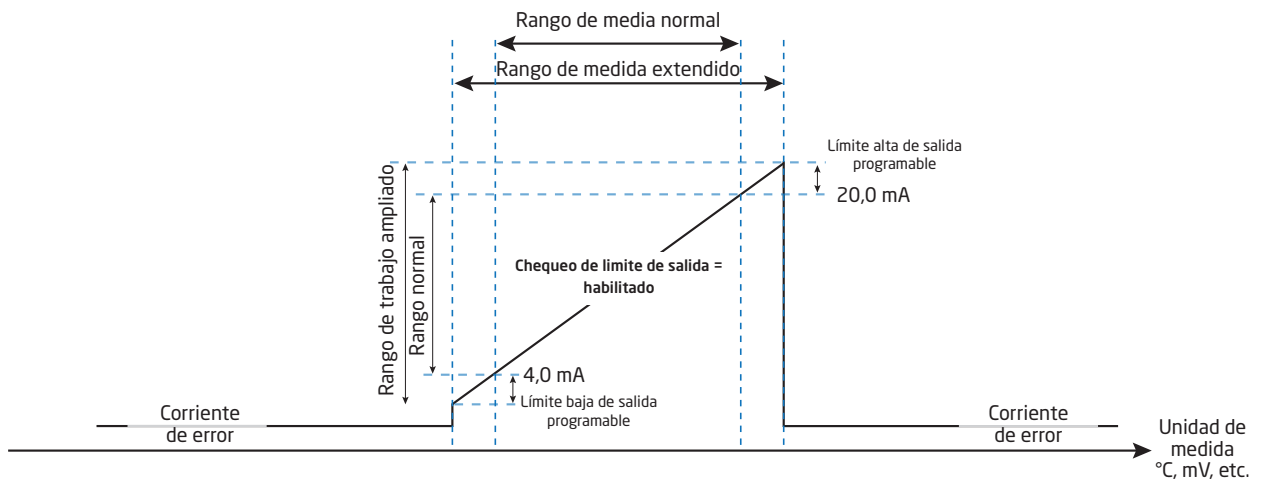 Rango de media normal
Rango de medida extendido
Límite alta de salida
programable
20,0 mA
Rango de trabajo ampliado
Rango normal
Chequeo de limite de salida =
habilitado
4,0 mA
Límite baja de salida
programable
Corriente
de error
Corriente
de error
Unidad de
medida
°C, mV, etc.